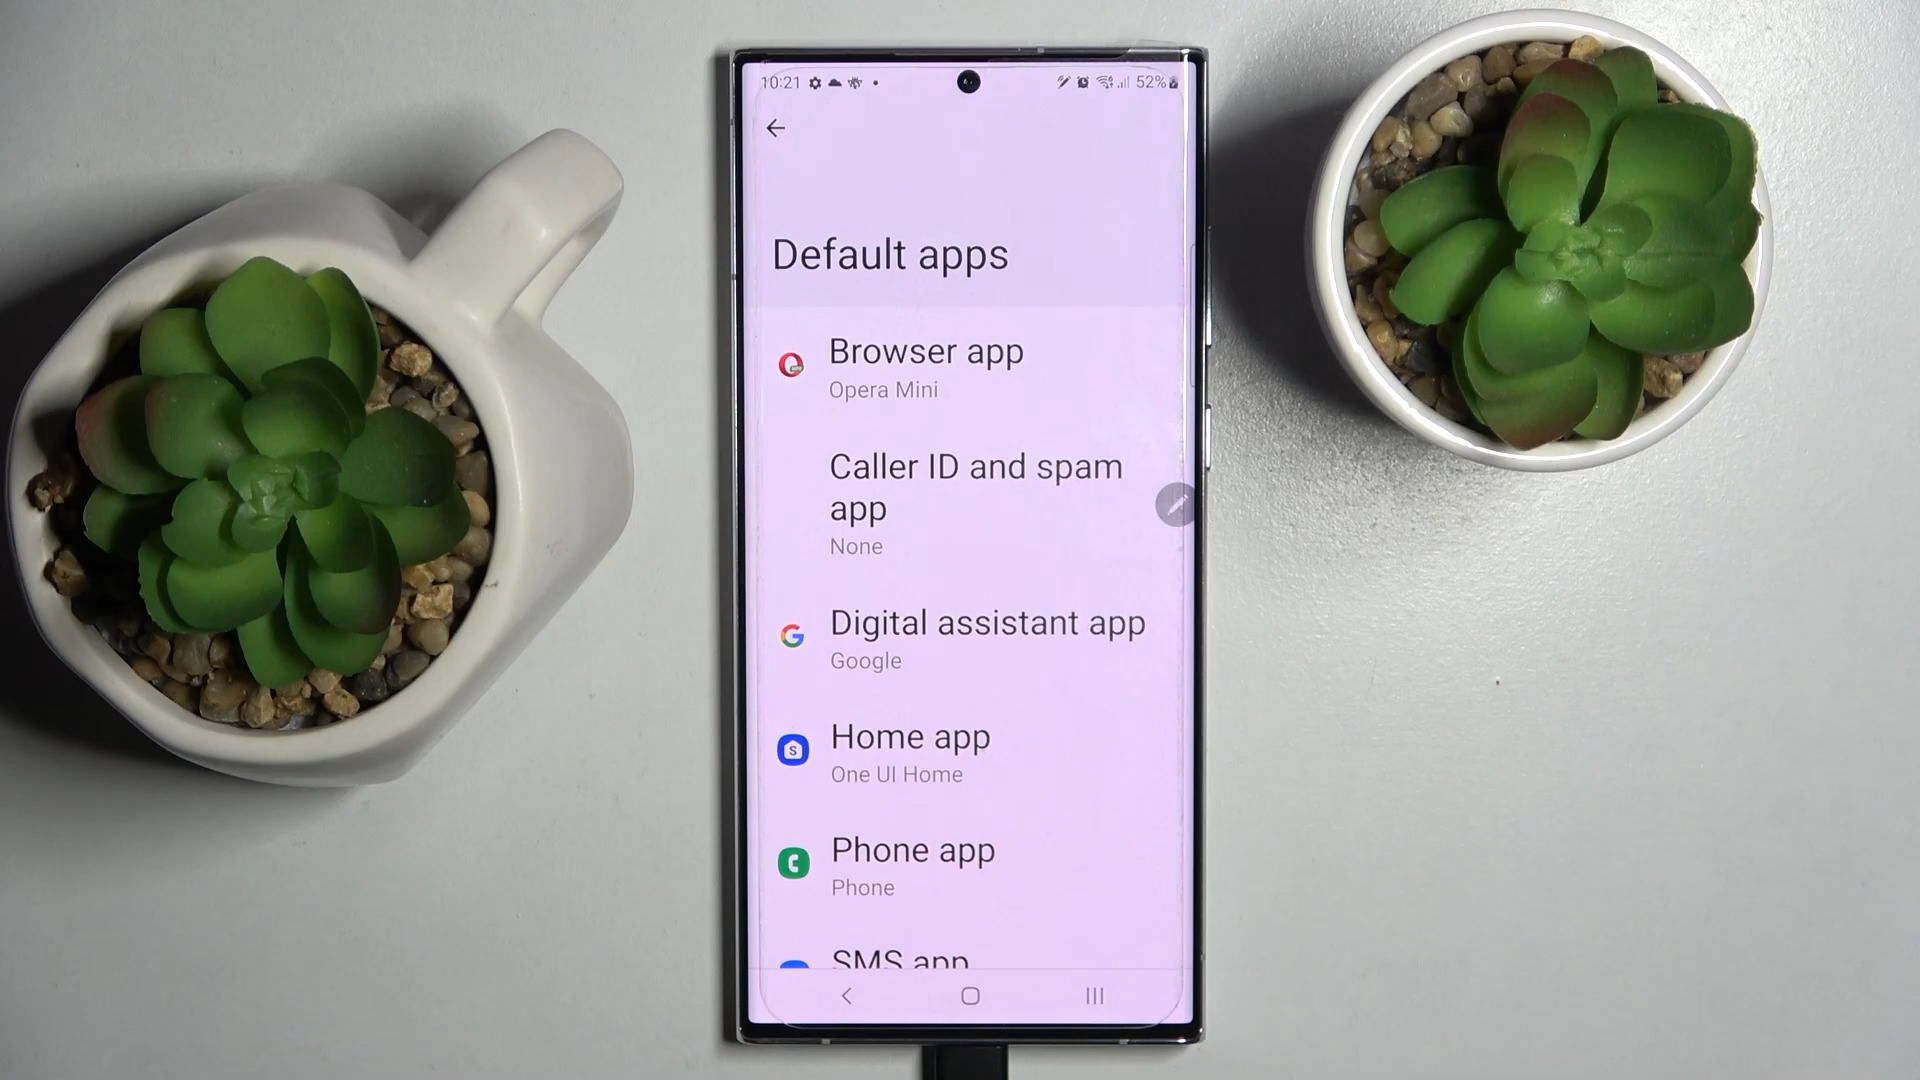 10:21 52%
Default apps
Browser app
Opera Mini
Caller ID and spam
app
None
Digital assistant app
Google
Home app
One UI Home
Phone app
Phone
SMS app